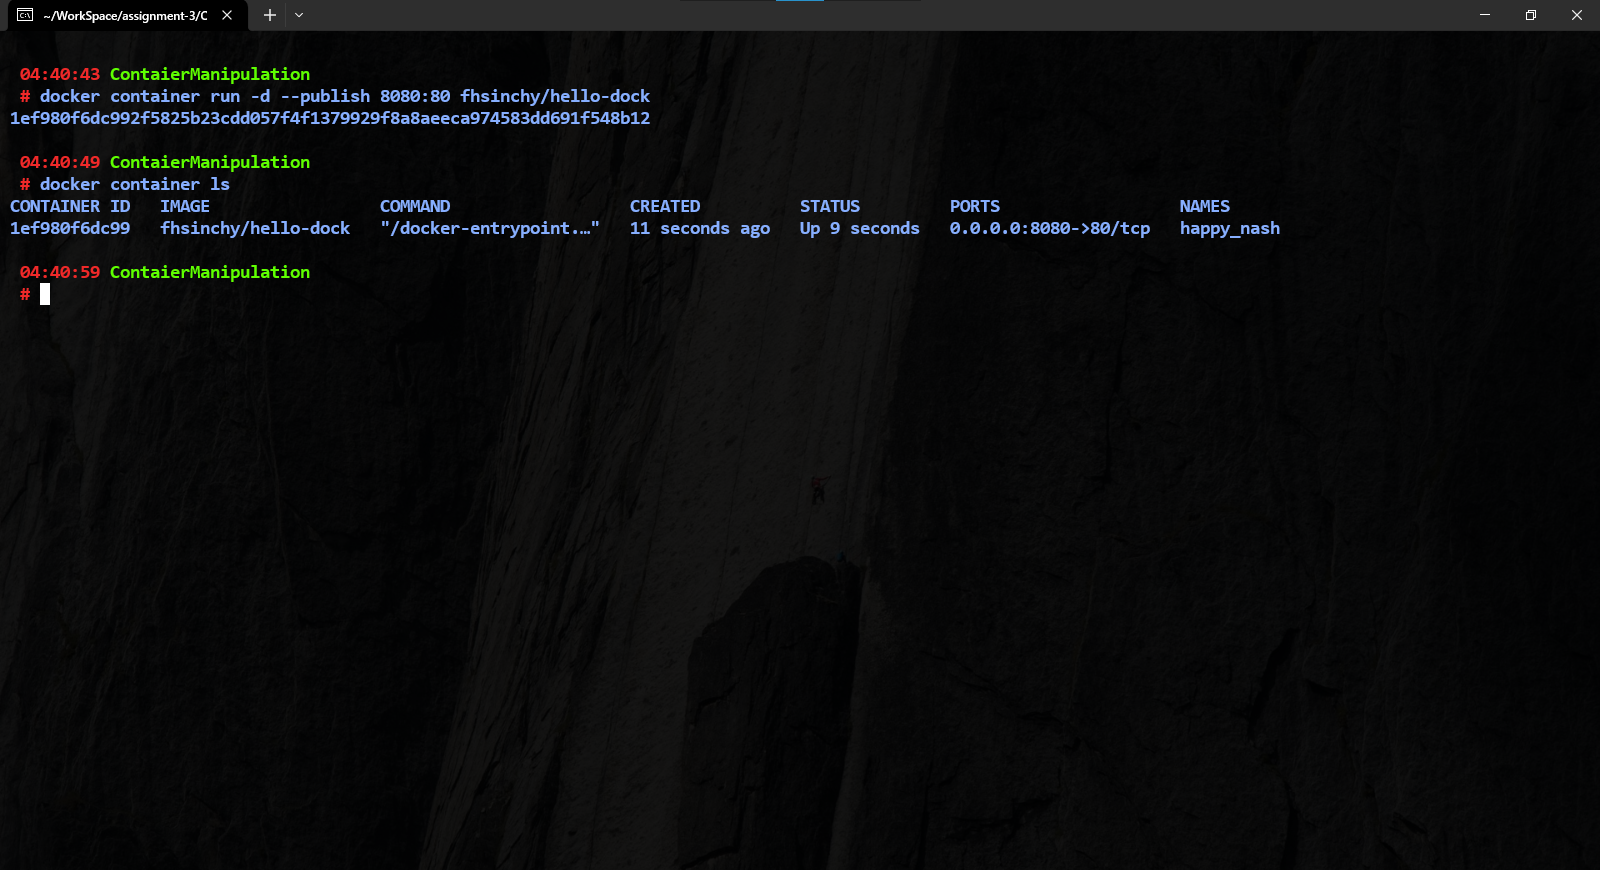 ~/WorkSpace/assignment-3/C
04:40:43 ContaierManipulation
# docker container run -d --publish 8080:80 fhsinchy/hello-dock
1ef980f6dc992f5825b23cdd057f4f1379929f8a8aeeca974583dd691f548b12
04:40:49 ContaierManipulation
# docker container ls
CONTAINER ID   IMAGE                 COMMAND                  CREATED          STATUS         PORTS                  NAMES
1ef980f6dc99   fhsinchy/hello-dock   "/docker-entrypoint.…"   11 seconds ago   Up 9 seconds   0.0.0.0:8080->80/tcp   happy_nash
04:40:59 ContaierManipulation
#